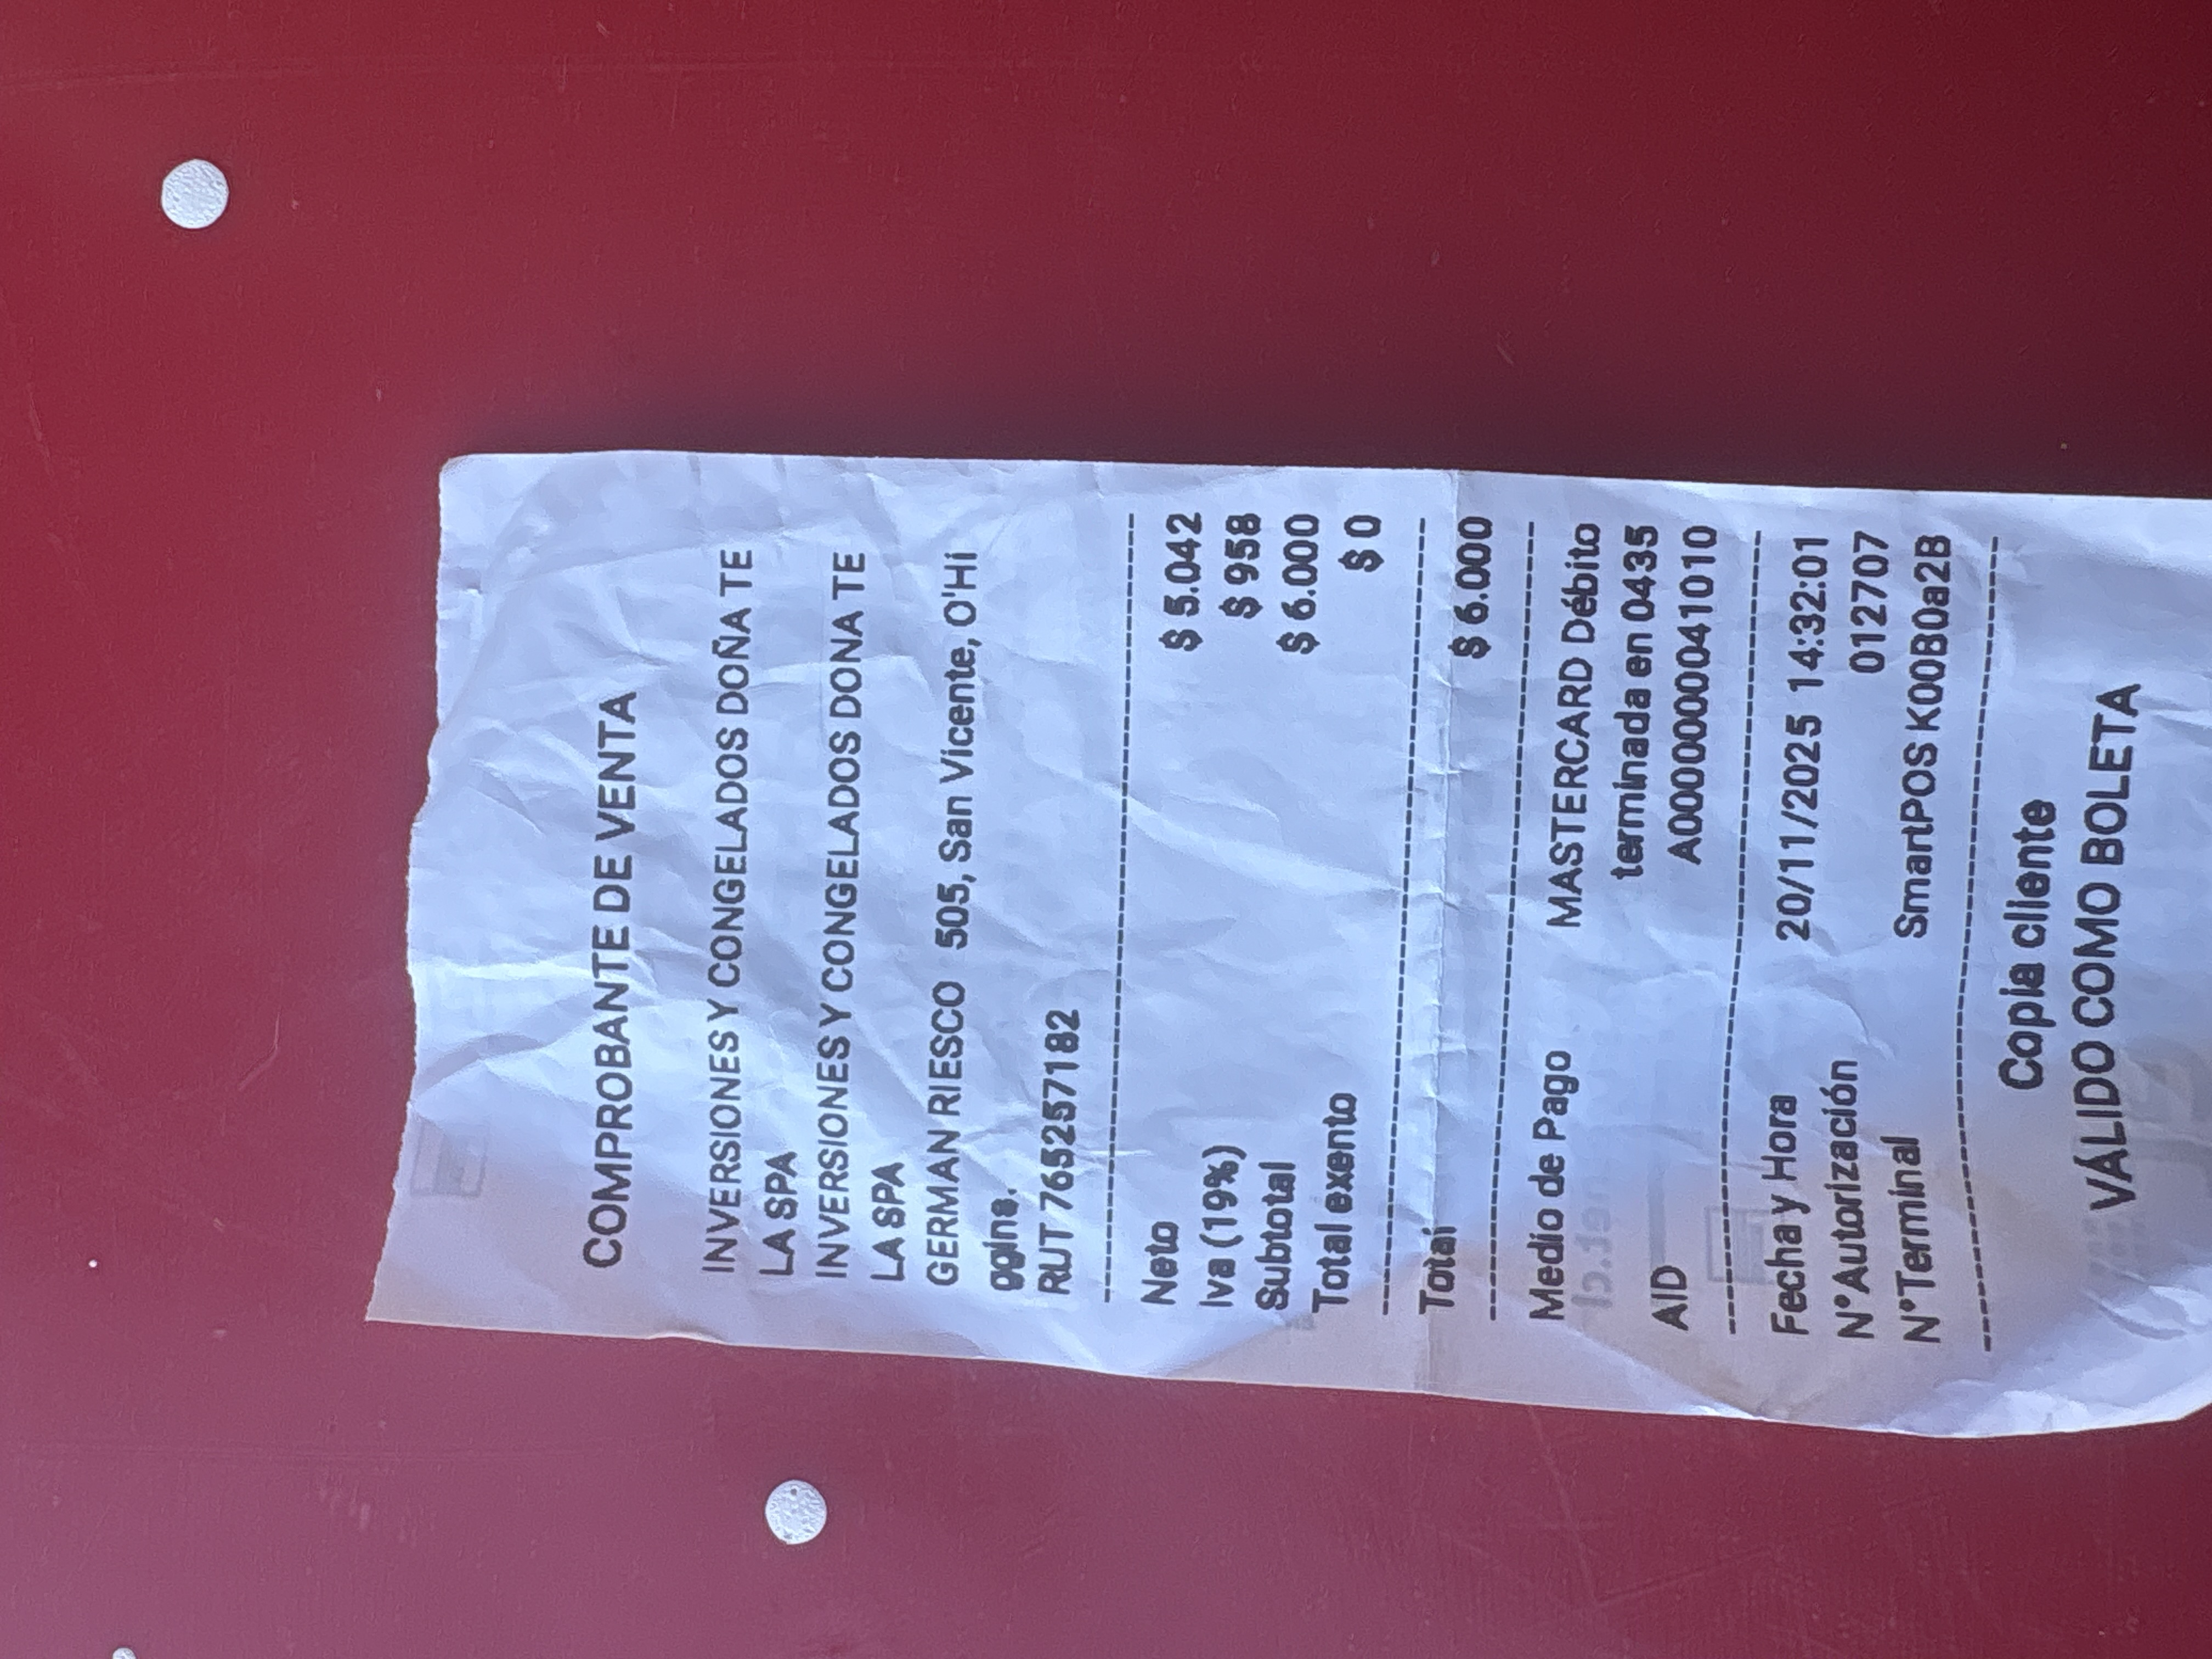 COMPROBANTE DE VENTA
INVERSIONES Y CONGELADOS DOÑA TE
LA SPA
INVERSIONES Y CONGELADOS DONA TE
LA SPA
GERMAN RIESCO 505, San Vicente, O'Hi
ggins.
RUT 765257182
Neto $ 5.042
Iva (19%) $ 958
Subtotal $ 6.000
Total exento $ 0
Total $ 6.000
Medio de Pago MASTERCARD Débito
terminada en 0435
AID A0000000041010
Fecha y Hora 20/11/2025 14:32:01
N°Autorización 012707
N°Terminal SmartPOS K00B0a2B
Copia cliente
VÁLIDO COMO BOLETA